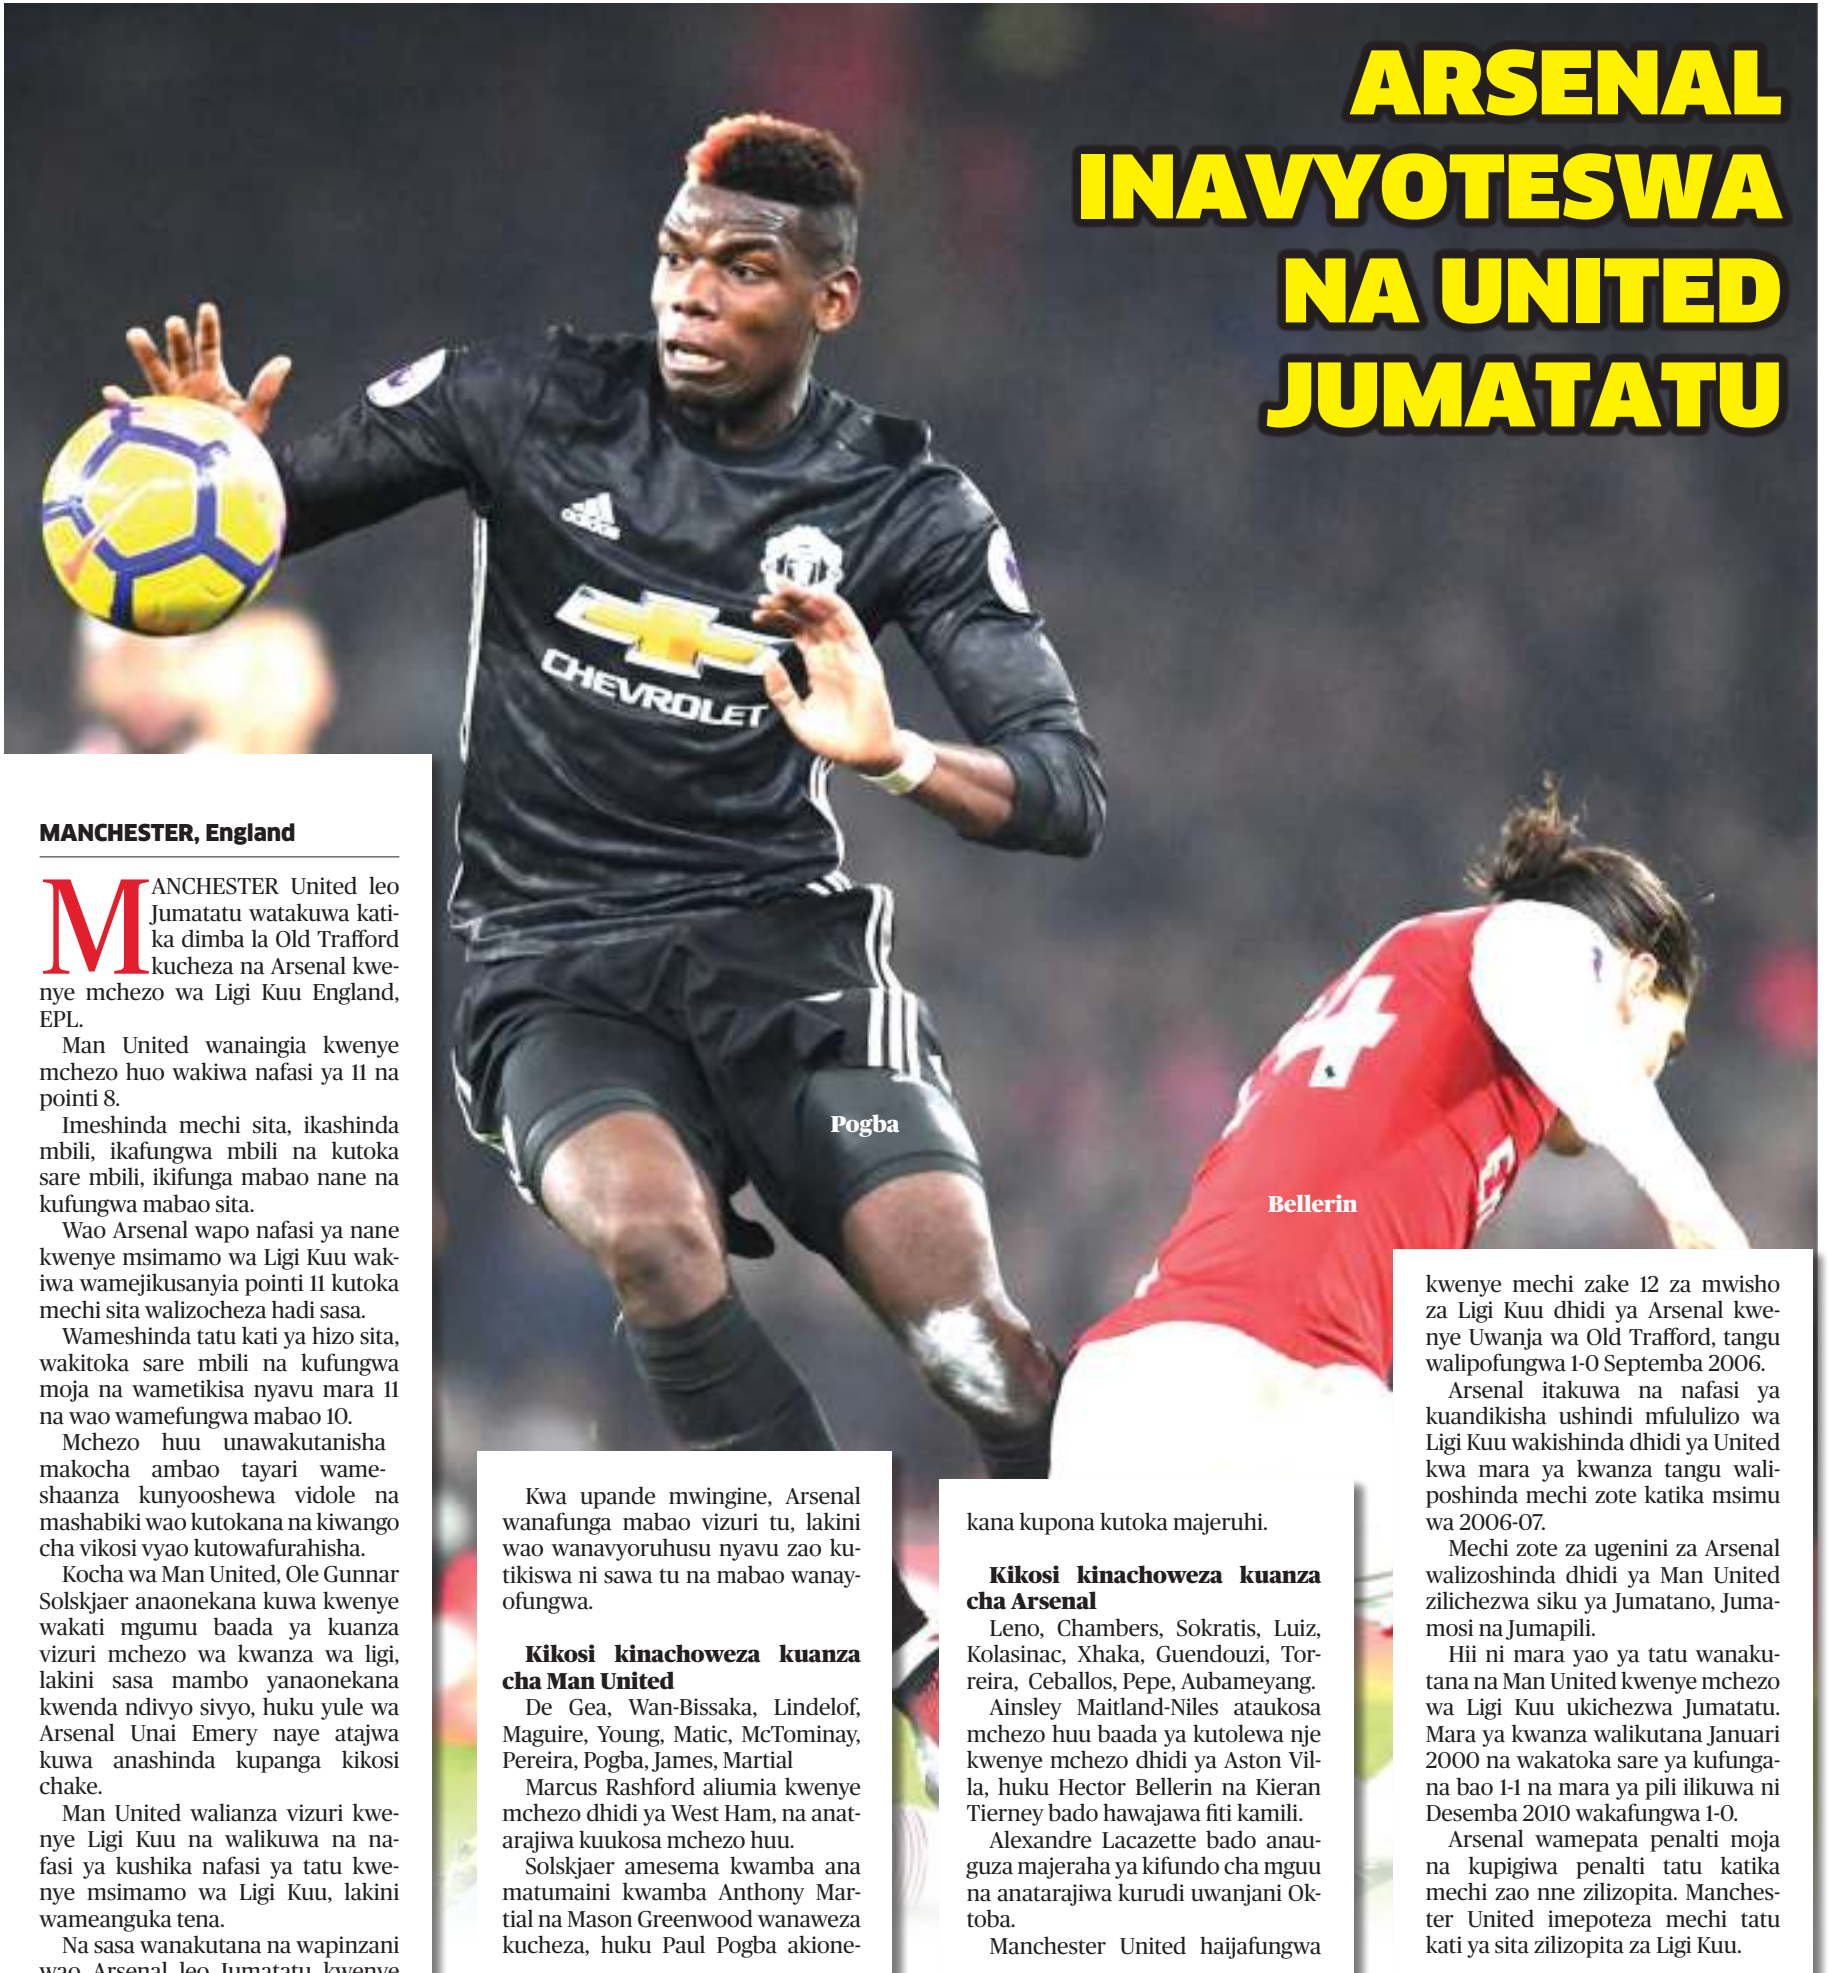 ARSENAL
INAVYOTESWA
NA UNITED
JUMATATU
adidas
CHEVROLET
Pogba
Bellerin
MANCHESTER, England
MANCHESTER United leo
Jumatatu watakuwa kati-
ka dimba la Old Trafford
kucheza na Arsenal kwe-
nye mchezo wa Ligi Kuu England,
EPL.
Man United wanaingia kwenye
mchezo huo wakiwa nafasi ya 11 na
pointi 8.
Imeshinda mechi sita, ikashinda
mbili, ikafungwa mbili na kutoka
sare mbili, ikifunga mabao nane na
kufungwa mabao sita.
Wao Arsenal wapo nafasi ya nane
kwenye msimamo wa Ligi Kuu wak-
iwa wamejikusanyia pointi 11 kutoka
mechi sita walizocheza hadi sasa.
Wameshinda tatu kati ya hizo sita,
wakitoka sare mbili na kufungwa
moja na wametikisa nyavu mara 11
na wao wamefungwa mabao 10.
Mchezo huu unawakutanisha
makocha ambao tayari wame-
shaanza kunyooshewa vidole na
mashabiki wao kutokana na kiwango
cha vikosi vyao kutowafurahisha.
Kocha wa Man United, Ole Gunnar
Solskjaer anaonekana kuwa kwenye
wakati mgumu baada ya kuanza
vizuri mchezo wa kwanza wa ligi,
lakini sasa mambo yanaonekana
kwenda ndivyo sivyo, huku yule wa
Arsenal Unai Emery naye atajwa
kuwa anashinda kupanga kikosi
chake.
Man United walianza vizuri kwe-
nye Ligi Kuu na walikuwa na na-
fasi ya kushika nafasi ya tatu kwe-
nye msimamo wa Ligi Kuu, lakini
wameanguka tena.
Na sasa wanakutana na wapinzani
wao Arsenal leo Jumatatu kwenye
Kwa upande mwingine, Arsenal
wanafunga mabao vizuri tu, lakini
wao wanavyoruhusu nyavu zao ku-
tikiswa ni sawa tu na mabao wanay-
ofungwa.
Kikosi kinachoweza kuanza
cha Man United
De Gea, Wan-Bissaka, Lindelof,
Maguire, Young, Matic, McTominay,
Pereira, Pogba, James, Martial
Marcus Rashford aliumia kwenye
mchezo dhidi ya West Ham, na anat-
arajiwa kuukosa mchezo huu.
Solskjaer amesema kwamba ana
matumaini kwamba Anthony Mar-
tial na Mason Greenwood wanaweza
kucheza, huku Paul Pogba akione-
kana kupona kutoka majeruhi.
Kikosi kinachoweza kuanza
cha Arsenal
Leno, Chambers, Sokratis, Luiz,
Kolasinac, Xhaka, Guendouzi, Tor-
reira, Ceballos, Pepe, Aubameyang.
Ainsley Maitland-Niles ataukosa
mchezo huu baada ya kutolewa nje
kwenye mchezo dhidi ya Aston Vil-
la, huku Hector Bellerin na Kieran
Tierney bado hawajawa fiti kamili.
Alexandre Lacazette bado anau-
guza majeraha ya kifundo cha mguu
na anatarajiwa kurudi uwanjani Ok-
toba.
Manchester United haijafungwa
kwenye mechi zake 12 za mwisho
za Ligi Kuu dhidi ya Arsenal kwe-
nye Uwanja wa Old Trafford, tangu
walipofungwa 1-0 Septemba 2006.
Arsenal itakuwa na nafasi ya
kuandikisha ushindi mfululizo wa
Ligi Kuu wakishinda dhidi ya United
kwa mara ya kwanza tangu wali-
poshinda mechi zote katika msimu
wa 2006-07.
Mechi zote za ugenini za Arsenal
walizoshinda dhidi ya Man United
zilichezwa siku ya Jumatano, Juma-
mosi na Jumapili.
Hii ni mara yao ya tatu wanaku-
tana na Man United kwenye mchezo
wa Ligi Kuu ukichezwa Jumatatu.
Mara ya kwanza walikutana Januari
2000 na wakatoka sare ya kufunga-
na bao 1-1 na mara ya pili ilikuwa ni
Desemba 2010 wakafungwa 1-0.
Arsenal wamepata penalti moja
na kupigiwa penalti tatu katika
mechi zao nne zilizopita. Manches-
ter United imepoteza mechi tatu
kati ya sita zilizopita za Ligi Kuu.